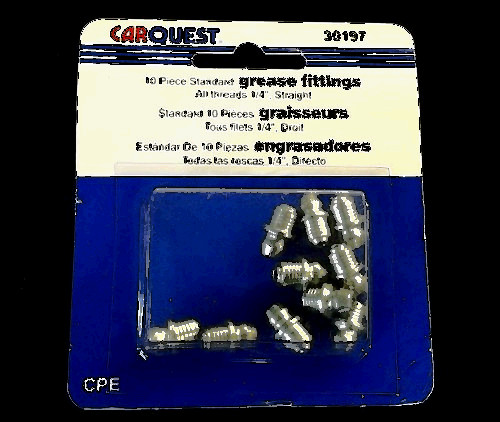 CARQUEST 30197
10 Piece Standard grease fittings
All threads 1/4", Straight
Standard 10 Pieces graisseurs
Tous filets 1/4", Droit
Estándar De 10 Piezas engrasadores
Todas las roscas 1/4", Directo
CPE